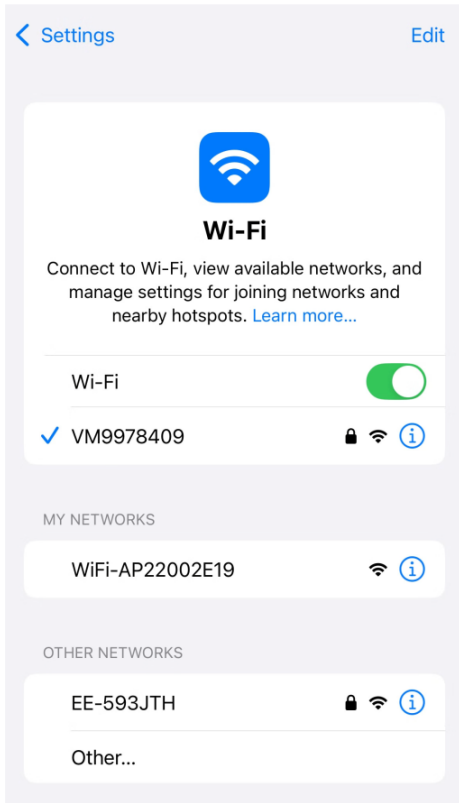 Settings
Edit
Wi-Fi
Connect to Wi-Fi, view available networks, and
manage settings for joining networks and
nearby hotspots. Learn more...
Wi-Fi
VM9978409
MY NETWORKS
WiFi-AP22002E19
OTHER NETWORKS
EE-593JTH
Other...